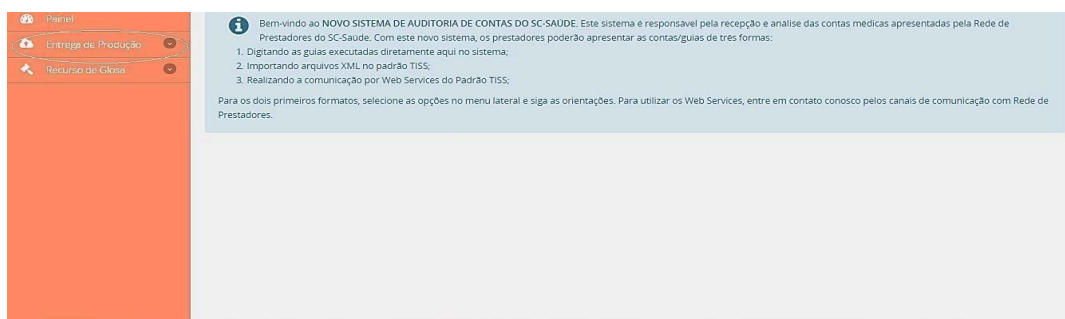 Painel
Entrega de Produção
Recurso de Glosa
Bem-vindo ao NOVO SISTEMA DE AUDITORIA DE CONTAS DO SC-SAÚDE. Este sistema é responsavel pela recepção e análise das contas médicas apresentadas pela Rede de
Prestadores do SC-Saude. Com este novo sistema, os prestadores poderão apresentar as contas/guias de três formas:
1. Digitando as guias executadas diretamente aqui no sistema;
2. Importando arquivos XML no padrão TISS;
3. Realizando a comunicação por Web Services do Padrão TISS;
Para os dois primeiros formatos, selecione as opções no menu lateral e siga as orientações. Para utilizar os Web Services, entre em contato conosco pelos canais de comunicação com Rede de
Prestadores.